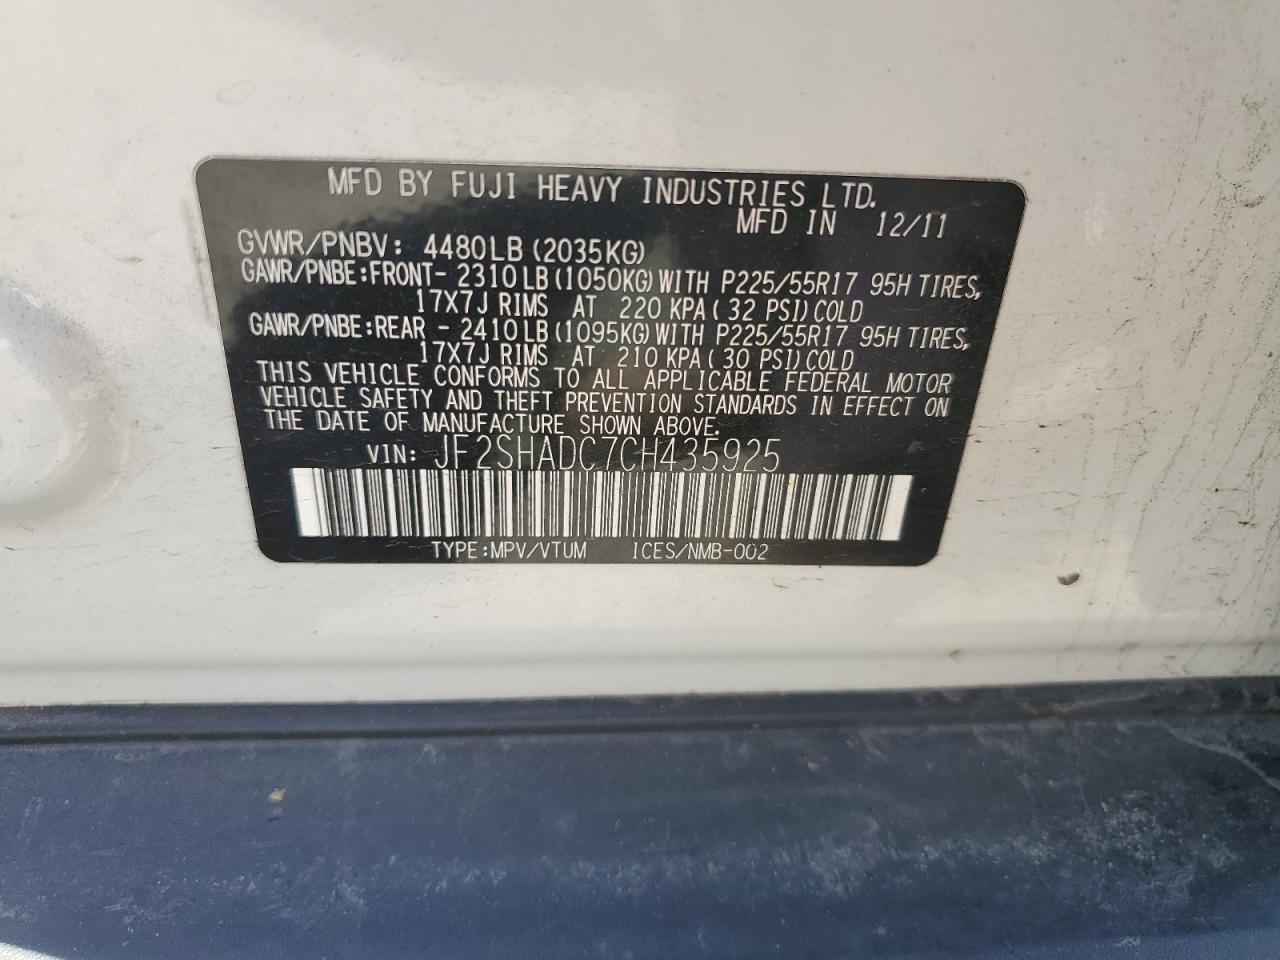 MFD BY FUJI HEAVY INDUSTRIES LTD.
MFD IN 12/11
GVWR/PNBV: 4480LB (2035KG)
GAWR/PNBE:FRONT- 2310LB (1050KG) WITH P225/55R17 95H TIRES,
17X7J RIMS AT 220 KPA (32 PSI) COLD
GAWR/PNBE:REAR - 2410LB (1095KG) WITH P225/55R17 95H TIRES,
17X7J RIMS AT 210 KPA (30 PSI) COLD
THIS VEHICLE CONFORMS TO ALL APPLICABLE FEDERAL MOTOR
VEHICLE SAFETY AND THEFT PREVENTION STANDARDS IN EFFECT ON
THE DATE OF MANUFACTURE SHOWN ABOVE.
VIN: JF2SHADC7CH435925
TYPE:MPV/VTUM ICES/NMB-002